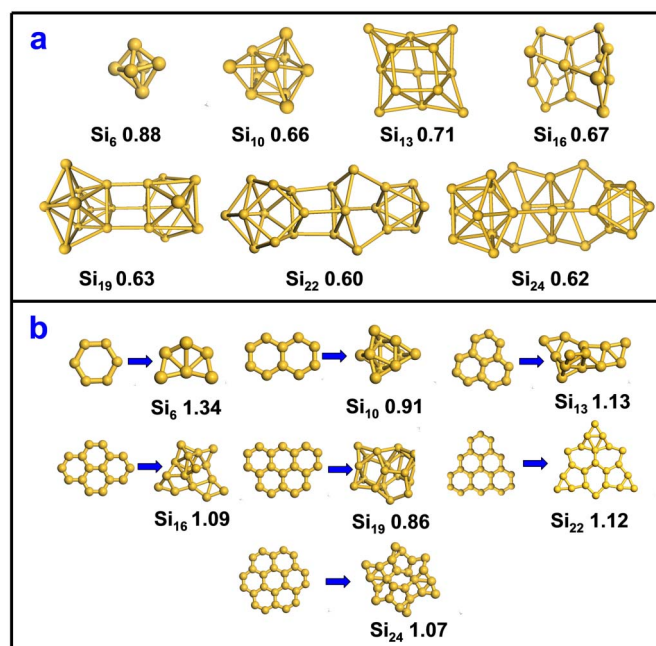 a
Si₆ 0.88
Si₁₀ 0.66
Si₁₃ 0.71
Si₁₆ 0.67
Si₁₉ 0.63
Si₂₂ 0.60
Si₂₄ 0.62
b
Si₆ 1.34
Si₁₀ 0.91
Si₁₃ 1.13
Si₁₆ 1.09
Si₁₉ 0.86
Si₂₂ 1.12
Si₂₄ 1.07